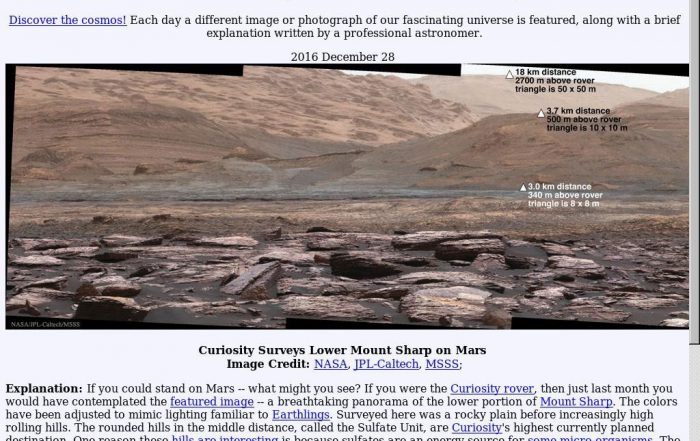 Discover the cosmos! Each day a different image or photograph of our fascinating universe is featured, along with a brief
explanation written by a professional astronomer.
2016 December 28
18 km distance
2700 m above rover
triangle is 50 x 50 m
3.7 km distance
500 m above rover
triangle is 10 x 10 m
3.0 km distance
340 m above rover
triangle is 8 x 8 m
NASA/JPL-Caltech/MSSS
Curiosity Surveys Lower Mount Sharp on Mars
Image Credit: NASA, JPL-Caltech, MSSS;
Explanation: If you could stand on Mars -- what might you see? If you were the Curiosity rover, then just last month you
would have contemplated the featured image -- a breathtaking panorama of the lower portion of Mount Sharp. The colors
have been adjusted to mimic lighting familiar to Earthlings. Surveyed here was a rocky plain before increasingly high
rolling hills. The rounded hills in the middle distance, called the Sulfate Unit, are Curiosity's highest currently planned
destination. One reason these hills are interesting is because sulfates are an energy source for some micro-organisms. The